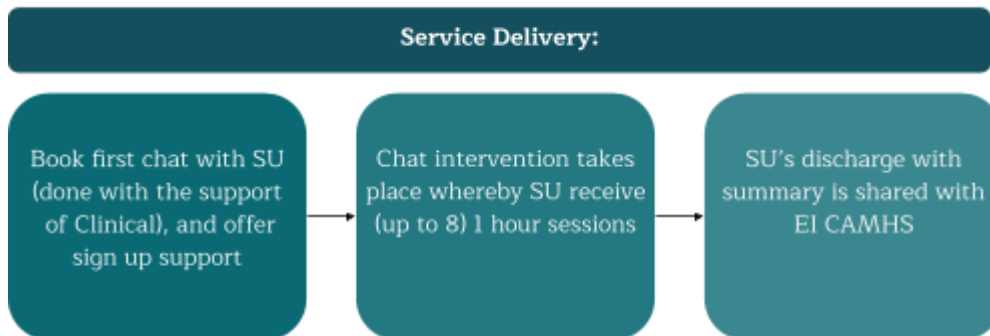 Service Delivery:
Book first chat with SU
(done with the support
of Clinical), and offer
sign up support
Chat intervention takes
place whereby SU receive
(up to 8) 1 hour sessions
SU's discharge with
summary is shared with
EI CAMHS